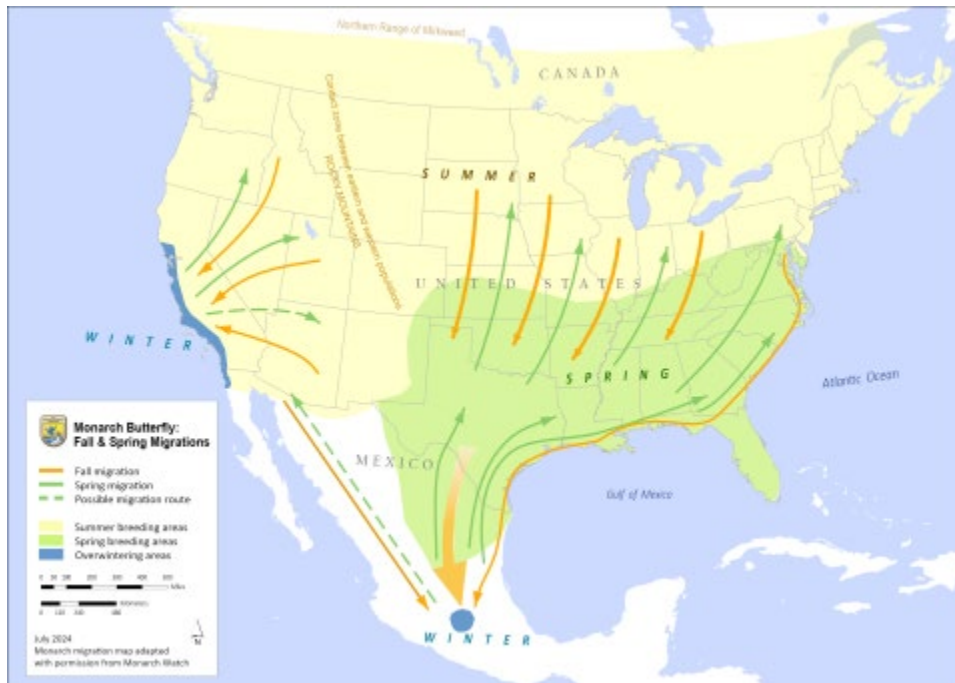 Northern Range of Milkweed
CANADA
Contact zone between eastern and western populations
ROCKY MOUNTAINS
SUMMER
UNITED STATES
WINTER
SPRING
Atlantic Ocean
MEXICO
Gulf of Mexico
WINTER
Monarch Butterfly:
Fall & Spring Migrations
Fall migration
Spring migration
Possible migration route
Summer breeding areas
Spring breeding areas
Overwintering areas
Miles
Kilometers
N
July 2024
Monarch migration map adapted
with permission from Monarch Watch